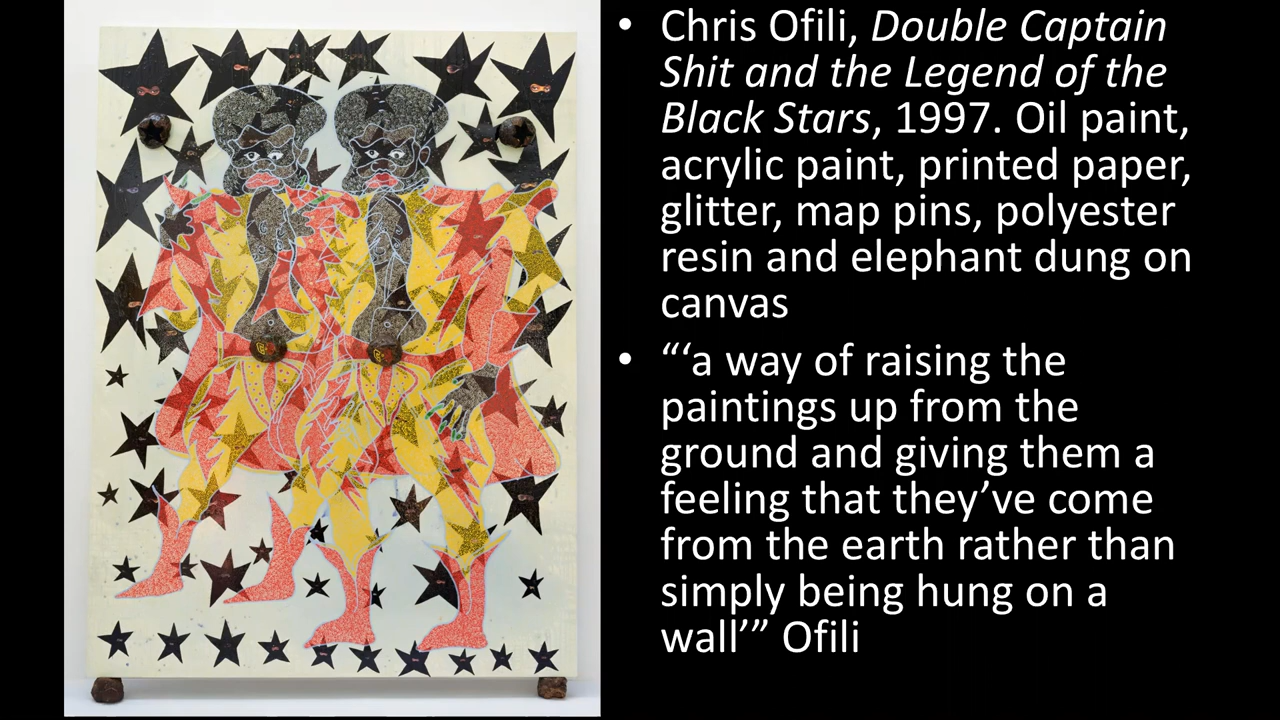 • Chris Ofili, Double Captain
Shit and the Legend of the
Black Stars, 1997. Oil paint,
acrylic paint, printed paper,
glitter, map pins, polyester
resin and elephant dung on
canvas
• “‘a way of raising the
paintings up from the
ground and giving them a
feeling that they’ve come
from the earth rather than
simply being hung on a
wall’” Ofili